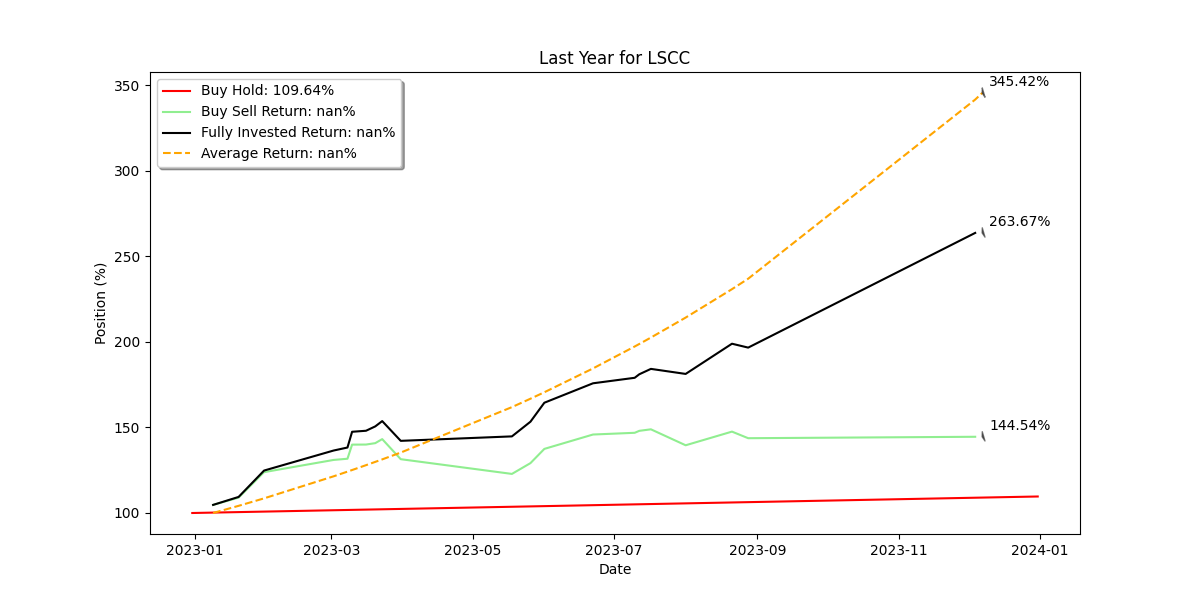 Last Year for LSCC
Buy Hold: 109.64%
Buy Sell Return: nan%
Fully Invested Return: nan%
Average Return: nan%
345.42%
263.67%
144.54%
Position (%)
350
300
250
200
150
100
2023-01
2023-03
2023-05
2023-07
2023-09
2023-11
2024-01
Date